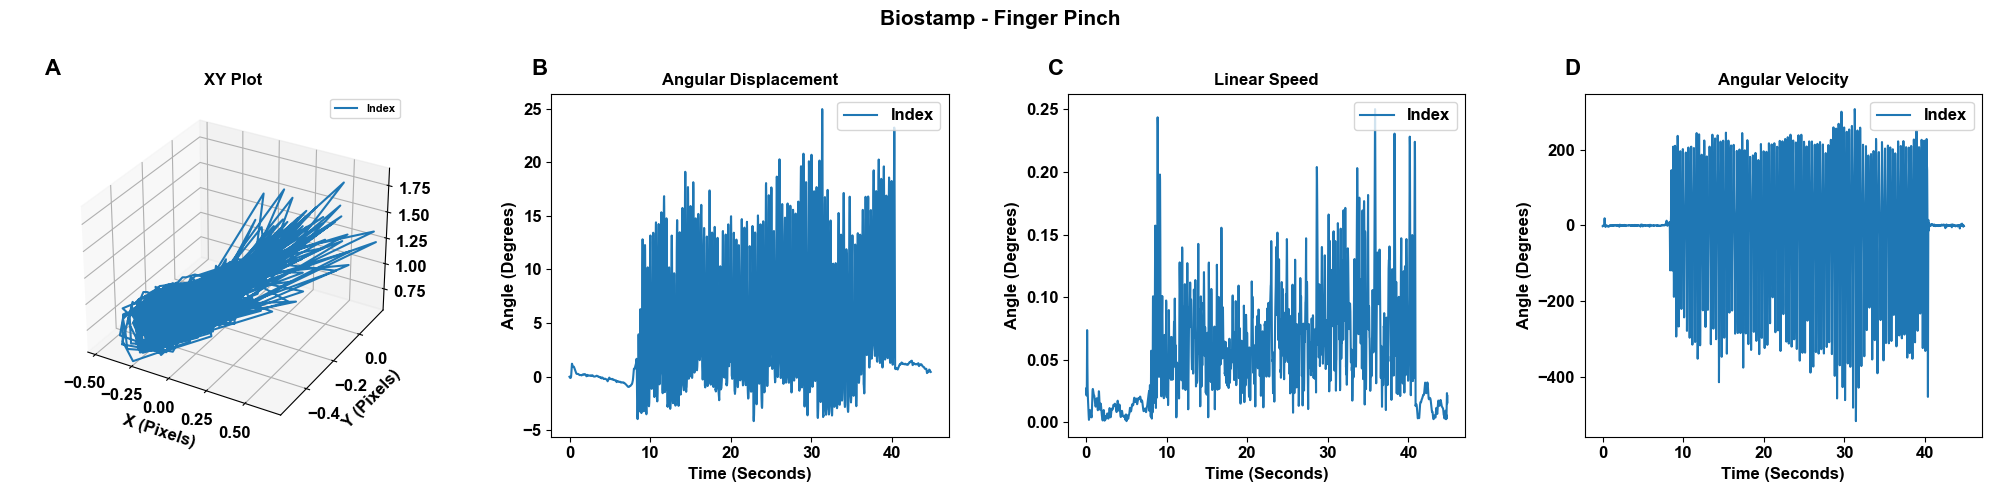 Biostamp - Finger Pinch
A
XY Plot
Index
1.75
1.50
1.25
1.00
0.75
0.0
−0.2
−0.4
Y (Pixels)
−0.50
−0.25
0.00
0.25
0.50
X (Pixels)
B
Angular Displacement
Index
25
20
15
10
5
0
−5
Angle (Degrees)
0 10 20 30 40
Time (Seconds)
C
Linear Speed
Index
0.25
0.20
0.15
0.10
0.05
0.00
Angle (Degrees)
0 10 20 30 40
Time (Seconds)
D
Angular Velocity
Index
200
0
−200
−400
Angle (Degrees)
0 10 20 30 40
Time (Seconds)